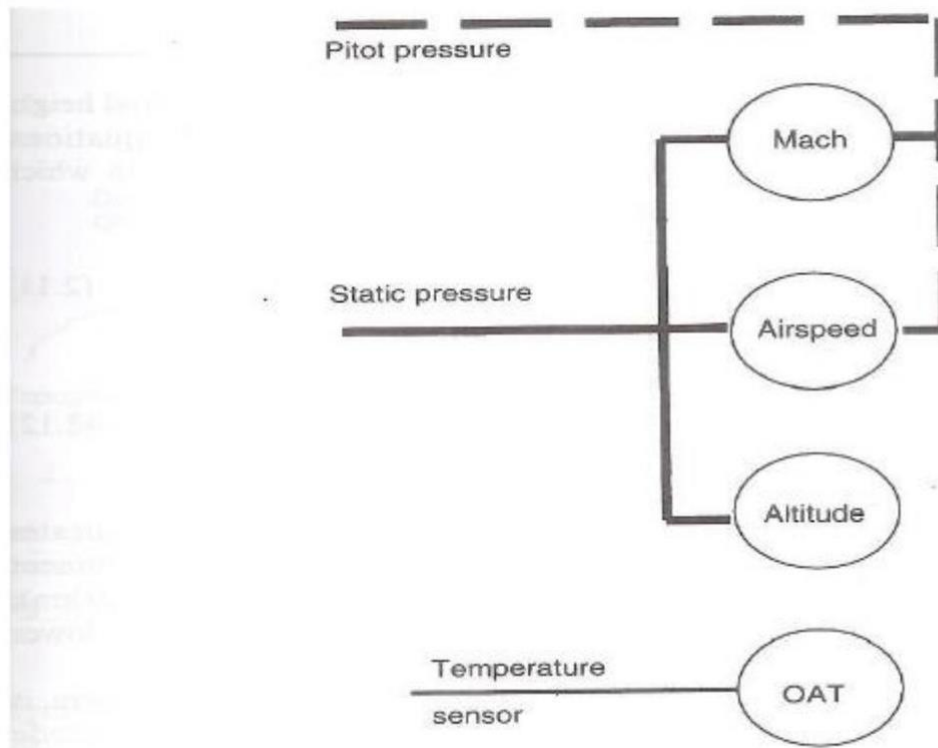 Pitot pressure
Mach
Static pressure
Airspeed
Altitude
Temperature
sensor
OAT